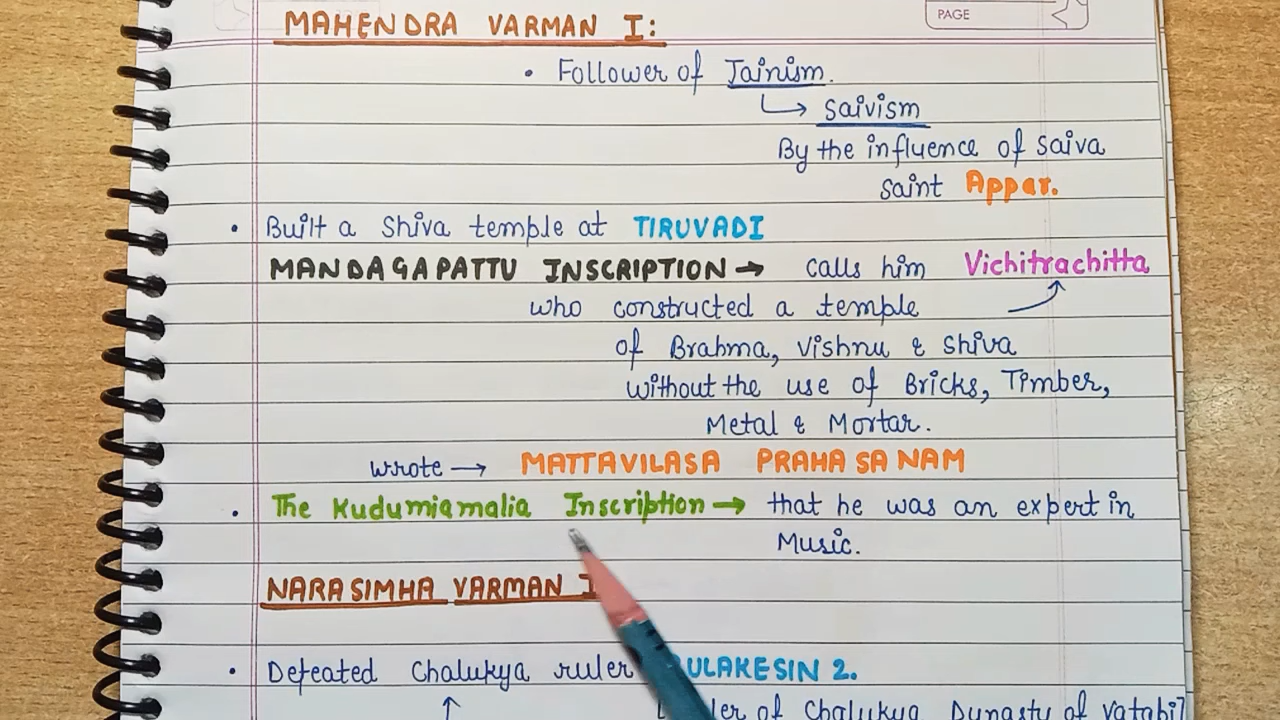 PAGE
MAHENDRA VARMAN I:
• Follower of Jainism.
↳ Saivism
By the influence of Saiva
saint Appar.
• Built a Shiva temple at TIRUVADI
MANDAGAPATTU INSCRIPTION → calls him Vichitrachitta
who constructed a temple
of Brahma, Vishnu & Shiva
without the use of Bricks, Timber,
Metal & Mortar.
wrote → MATTAVILASA PRAHASANAM
• The Kudumiamalia Inscription → that he was an expert in
Music.
NARASIMHA VARMAN I
• Defeated Chalukya ruler ULAKESIN 2.
of Chalukya Dynasty of